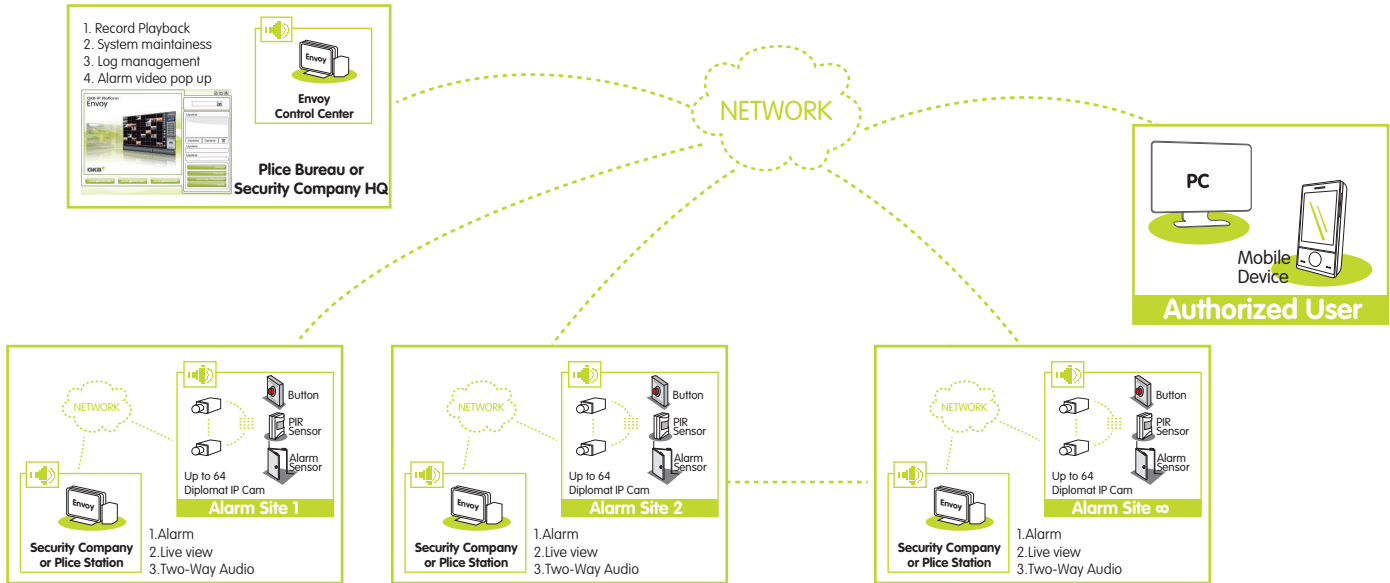 1. Record Playback
2. System maintainess
3. Log management
4. Alarm video pop up
GKB IP Platform
Envoy
GKB
Envoy
Envoy
Control Center
Plice Bureau or
Security Company HQ
NETWORK
PC
Mobile
Device
Authorized User
NETWORK
Button
PIR
Sensor
Alarm
Sensor
Up to 64
Diplomat IP Cam
Alarm Site 1
Envoy
Security Company
or Plice Station
1.Alarm
2.Live view
3.Two-Way Audio
NETWORK
Button
PIR
Sensor
Alarm
Sensor
Up to 64
Diplomat IP Cam
Alarm Site 2
Envoy
Security Company
or Plice Station
1.Alarm
2.Live view
3.Two-Way Audio
NETWORK
Button
PIR
Sensor
Alarm
Sensor
Up to 64
Diplomat IP Cam
Alarm Site ∞
Envoy
Security Company
or Plice Station
1.Alarm
2.Live view
3.Two-Way Audio